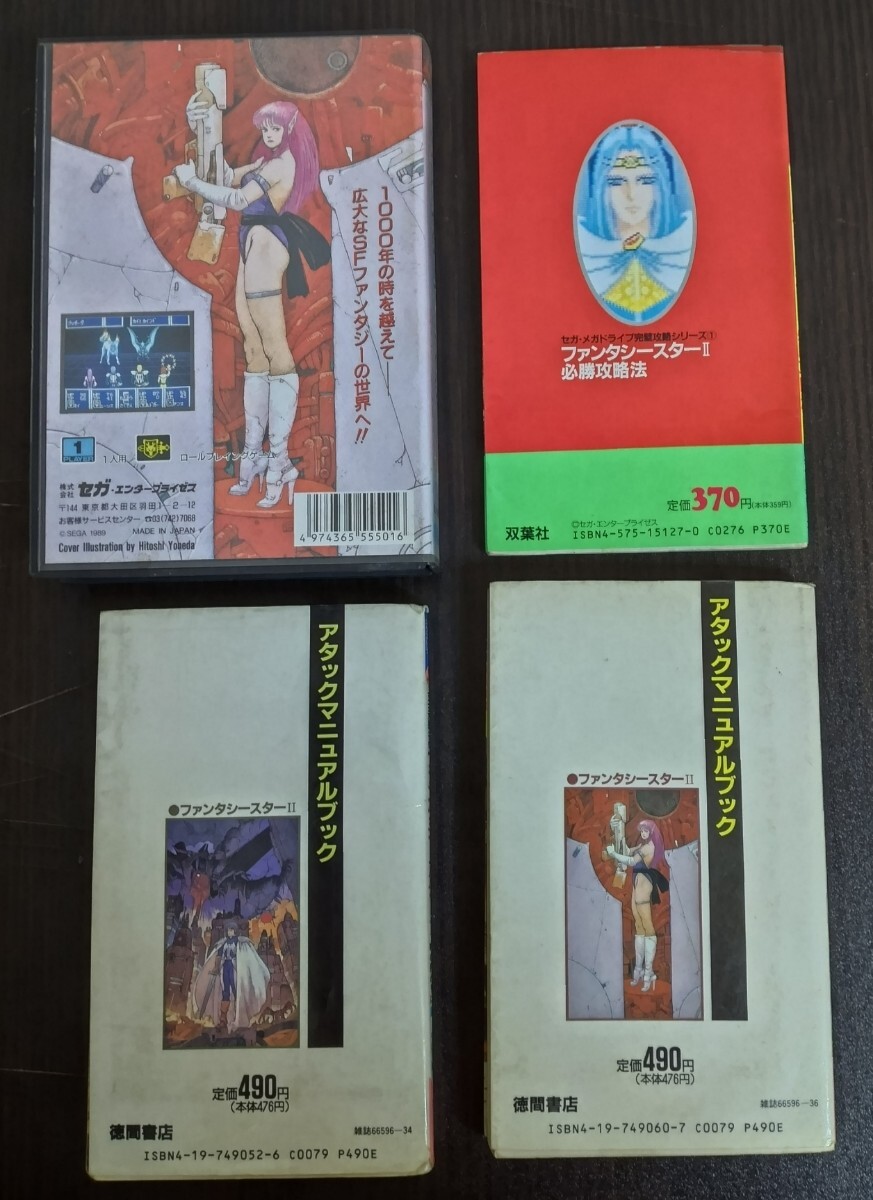 1000年の時を越えて
広大なSFファンタジーの世界へ!!
1
PLAYER
1人用
ロールプレイングゲーム
株式会社 セガ・エンタープライゼス
〒144 東京都大田区羽田1-2-12
お客様サービスセンター ☎03(742)7068
©SEGA 1989 MADE IN JAPAN
Cover Illustration by Hitoshi Yoneda
4 974365 555016
セガ・メガドライブ完璧攻略シリーズ①
ファンタシースターII
必勝攻略法
定価370円(本体359円)
双葉社
©セガ・エンタープライゼス
ISBN4-575-15127-0 C0276 P370E
アタックマニュアルブック
●ファンタシースターII
定価490円
(本体476円)
徳間書店
雑誌66596-34
ISBN4-19-749052-6 C0079 P490E
アタックマニュアルブック
●ファンタシースターII
定価490円
(本体476円)
徳間書店
雑誌66596-36
ISBN4-19-749060-7 C0079 P490E